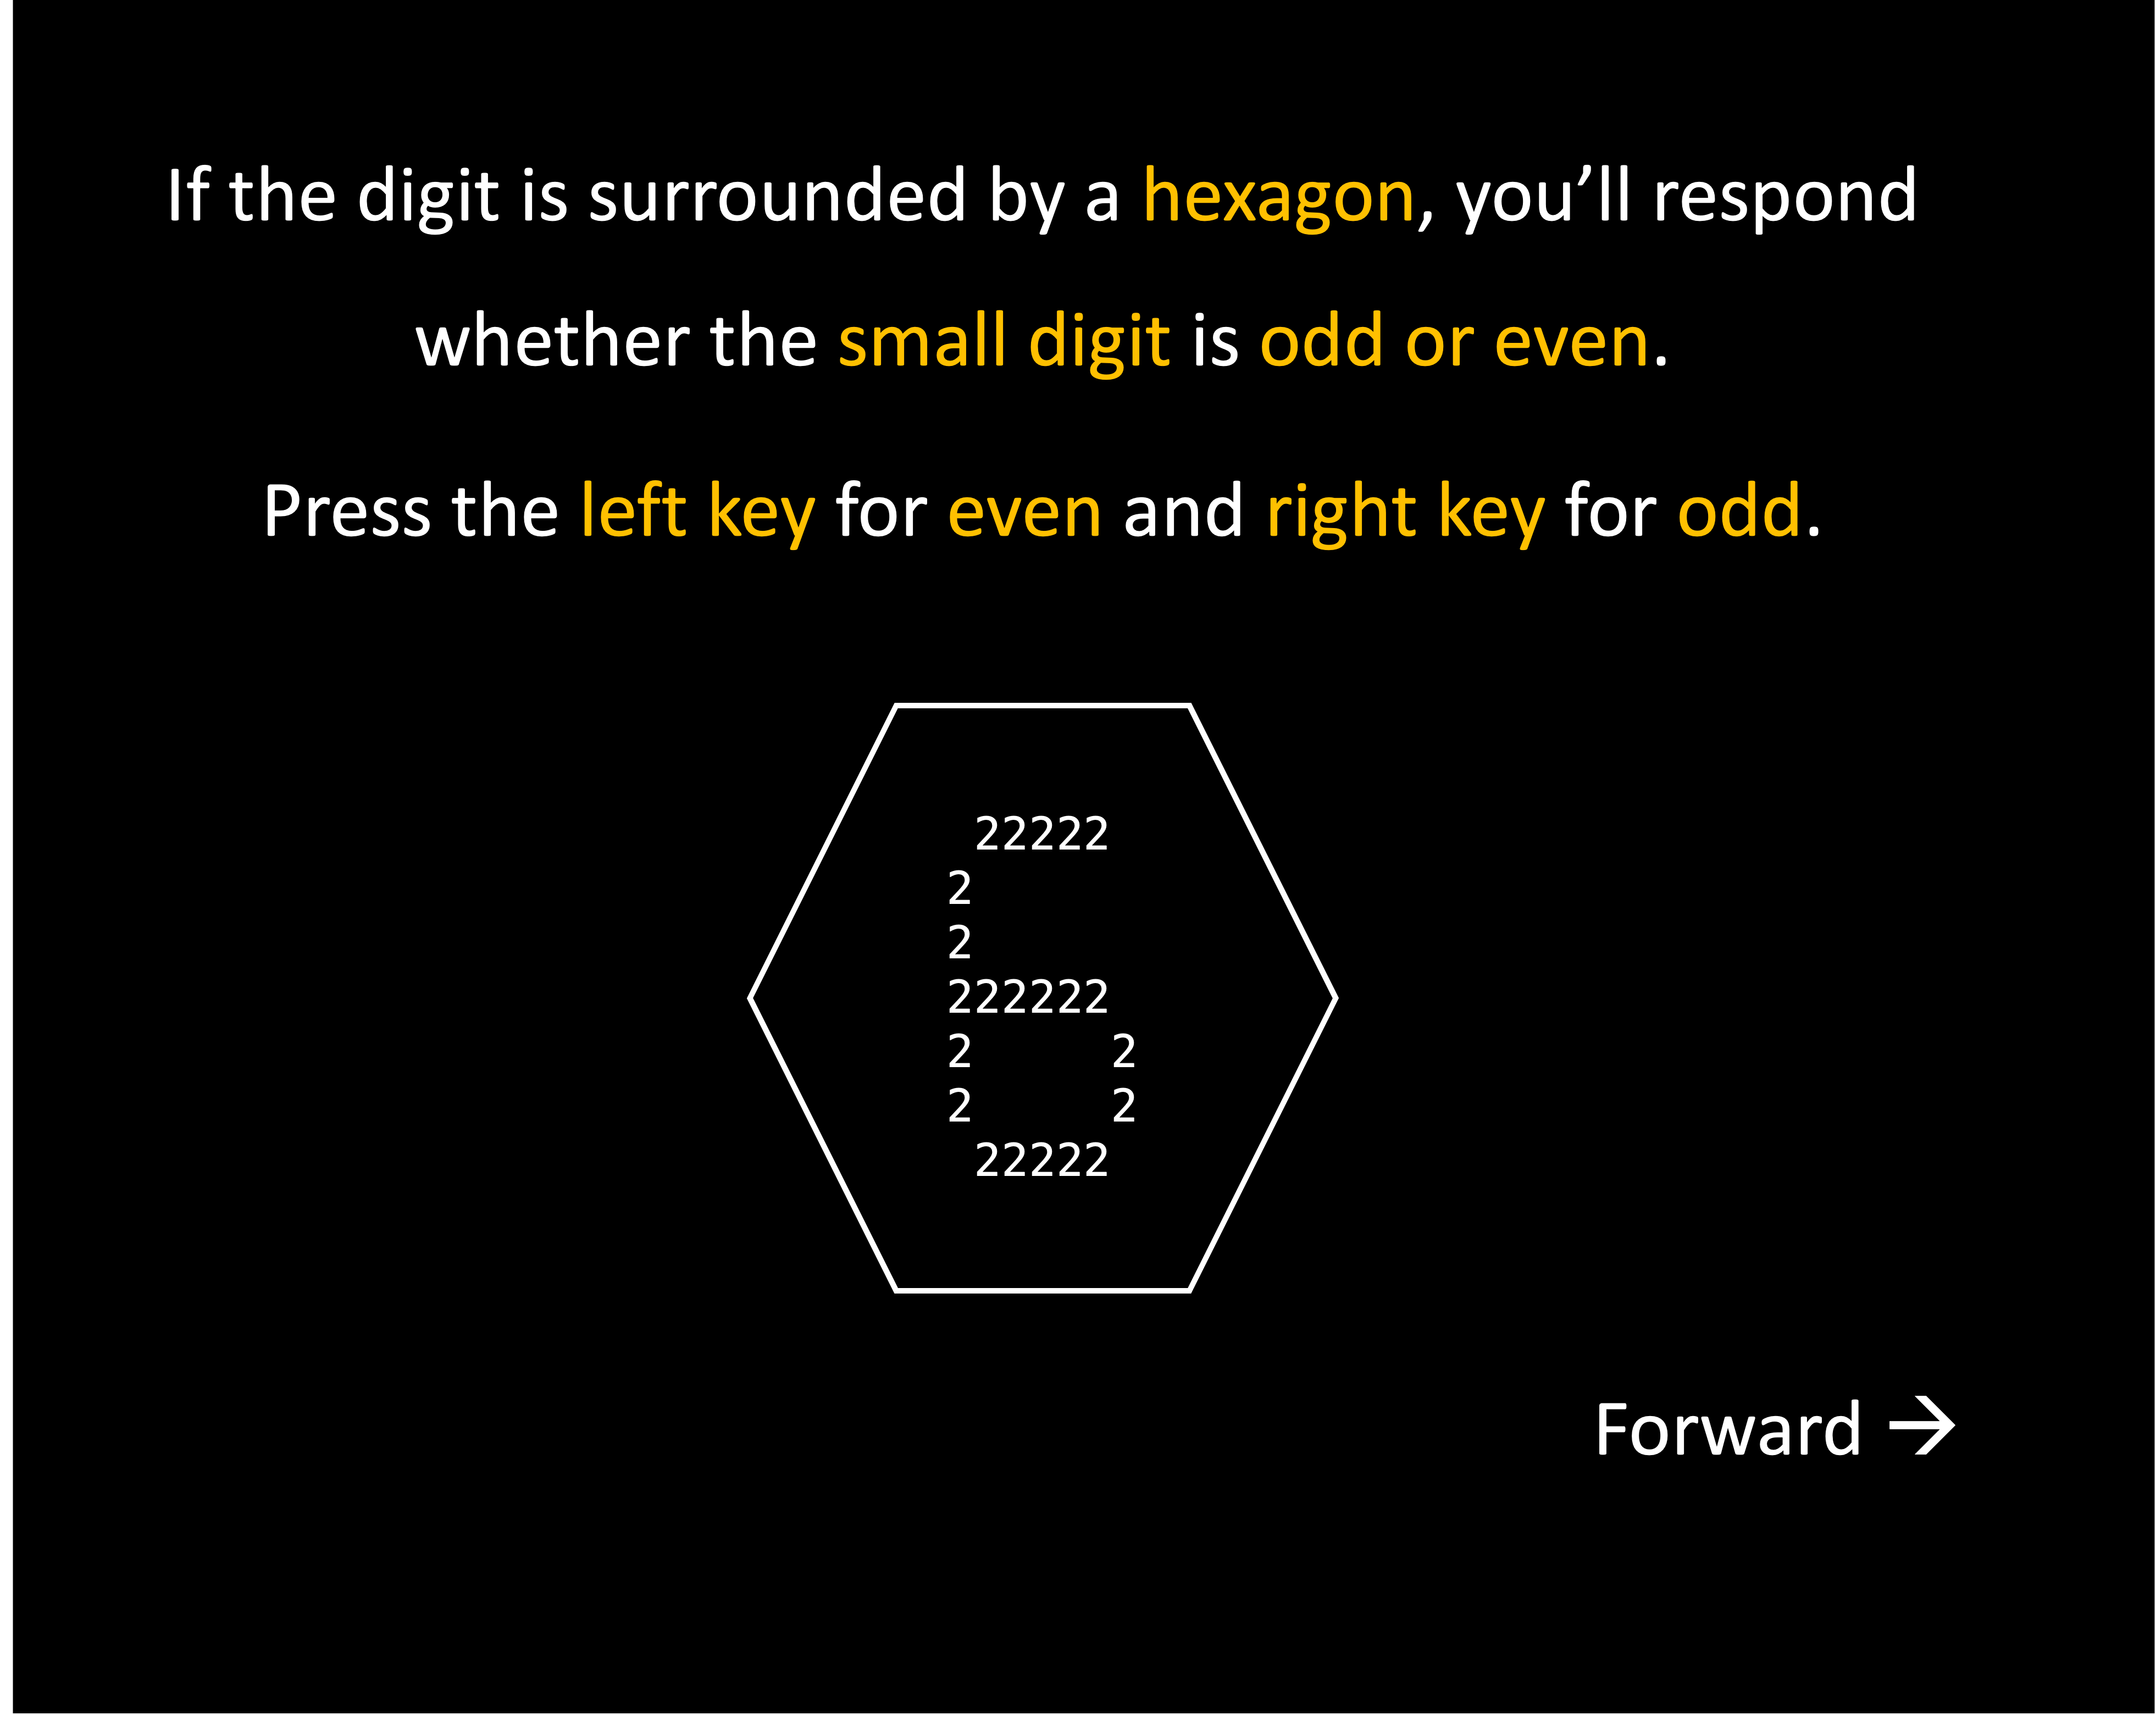 If the digit is surrounded by a hexagon, you’ll respond
whether the small digit is odd or even.
Press the left key for even and right key for odd.
22222
2
2
222222
2 2
2 2
22222
Forward →